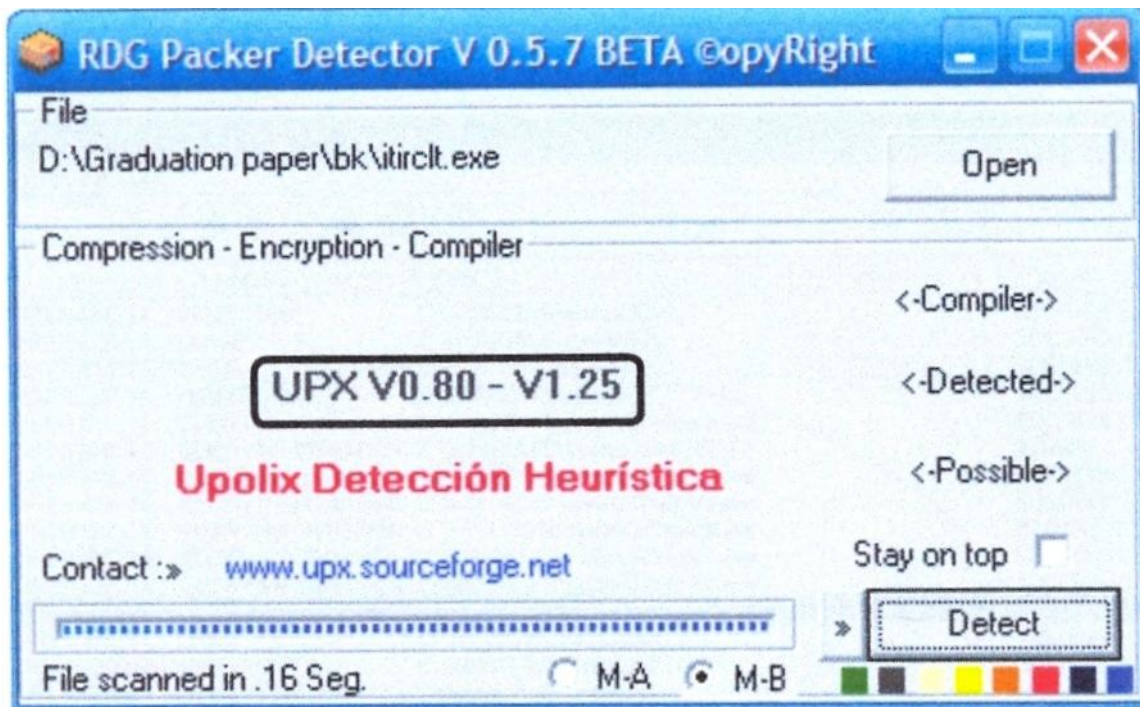 RDG Packer Detector V 0.5.7 BETA ©opyRight
File
D:\Graduation paper\bk\itirclt.exe
Open
Compression - Encryption - Compiler
<-Compiler->
UPX V0.80 - V1.25
<-Detected->
Upolix Detección Heurística
<-Possible->
Stay on top
Contact :» www.upx.sourceforge.net
» Detect
File scanned in .16 Seg.
M-A M-B